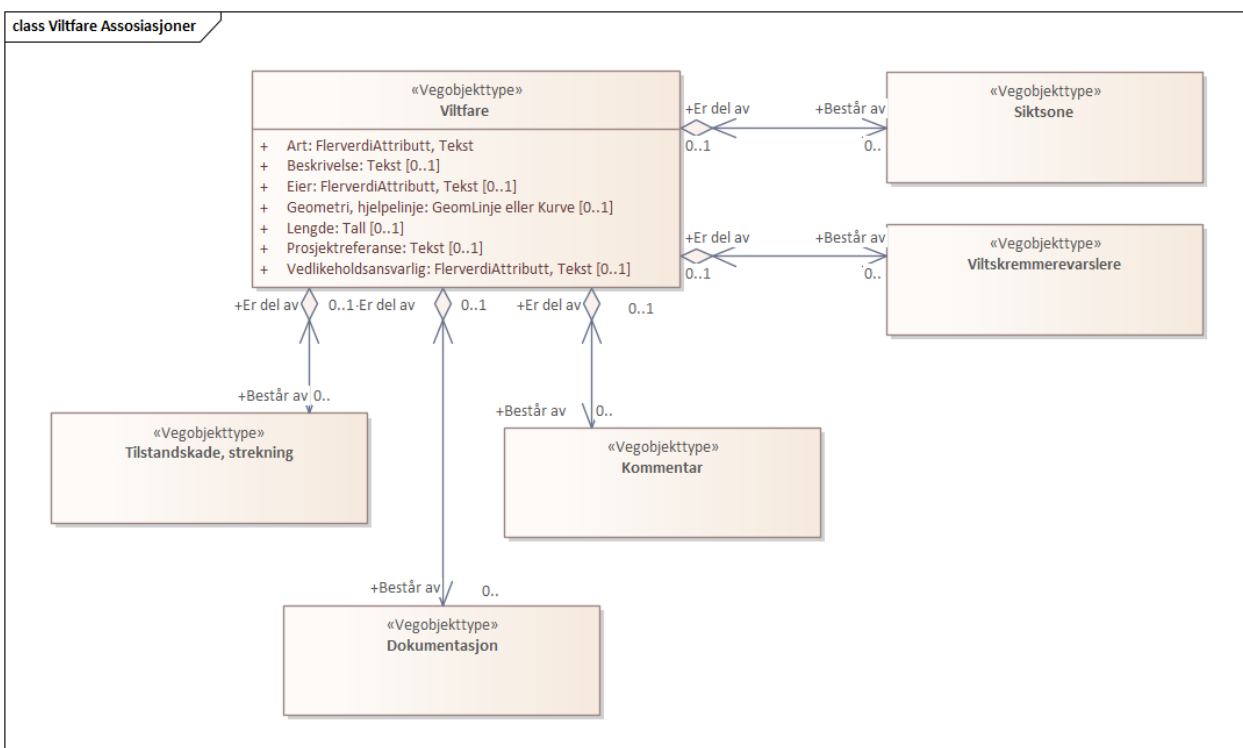 class Viltfare Assosiasjoner
«Vegobjekttype»
Viltfare
+ Art: FlerverdiAttributt, Tekst
+ Beskrivelse: Tekst [0..1]
+ Eier: FlerverdiAttributt, Tekst [0..1]
+ Geometri, hjelpelinje: GeomLinje eller Kurve [0..1]
+ Lengde: Tall [0..1]
+ Prosjektreferanse: Tekst [0..1]
+ Vedlikeholdsansvarlig: FlerverdiAttributt, Tekst [0..1]
+Er del av
0..1
+Består av
0..
«Vegobjekttype»
Siktsone
+Er del av
0..1
+Består av
0..
«Vegobjekttype»
Viltskremmerevarslere
+Er del av
0..1
+Består av 0..
«Vegobjekttype»
Tilstandskade, strekning
·Er del av
0..1
+Består av
0..
«Vegobjekttype»
Dokumentasjon
+Er del av
0..1
+Består av
0..
«Vegobjekttype»
Kommentar